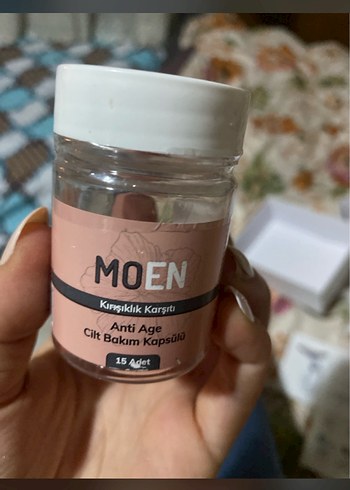 MOEN
Kırışıklık Karşıtı
Anti Age
Cilt Bakım Kapsülü
15 Adet